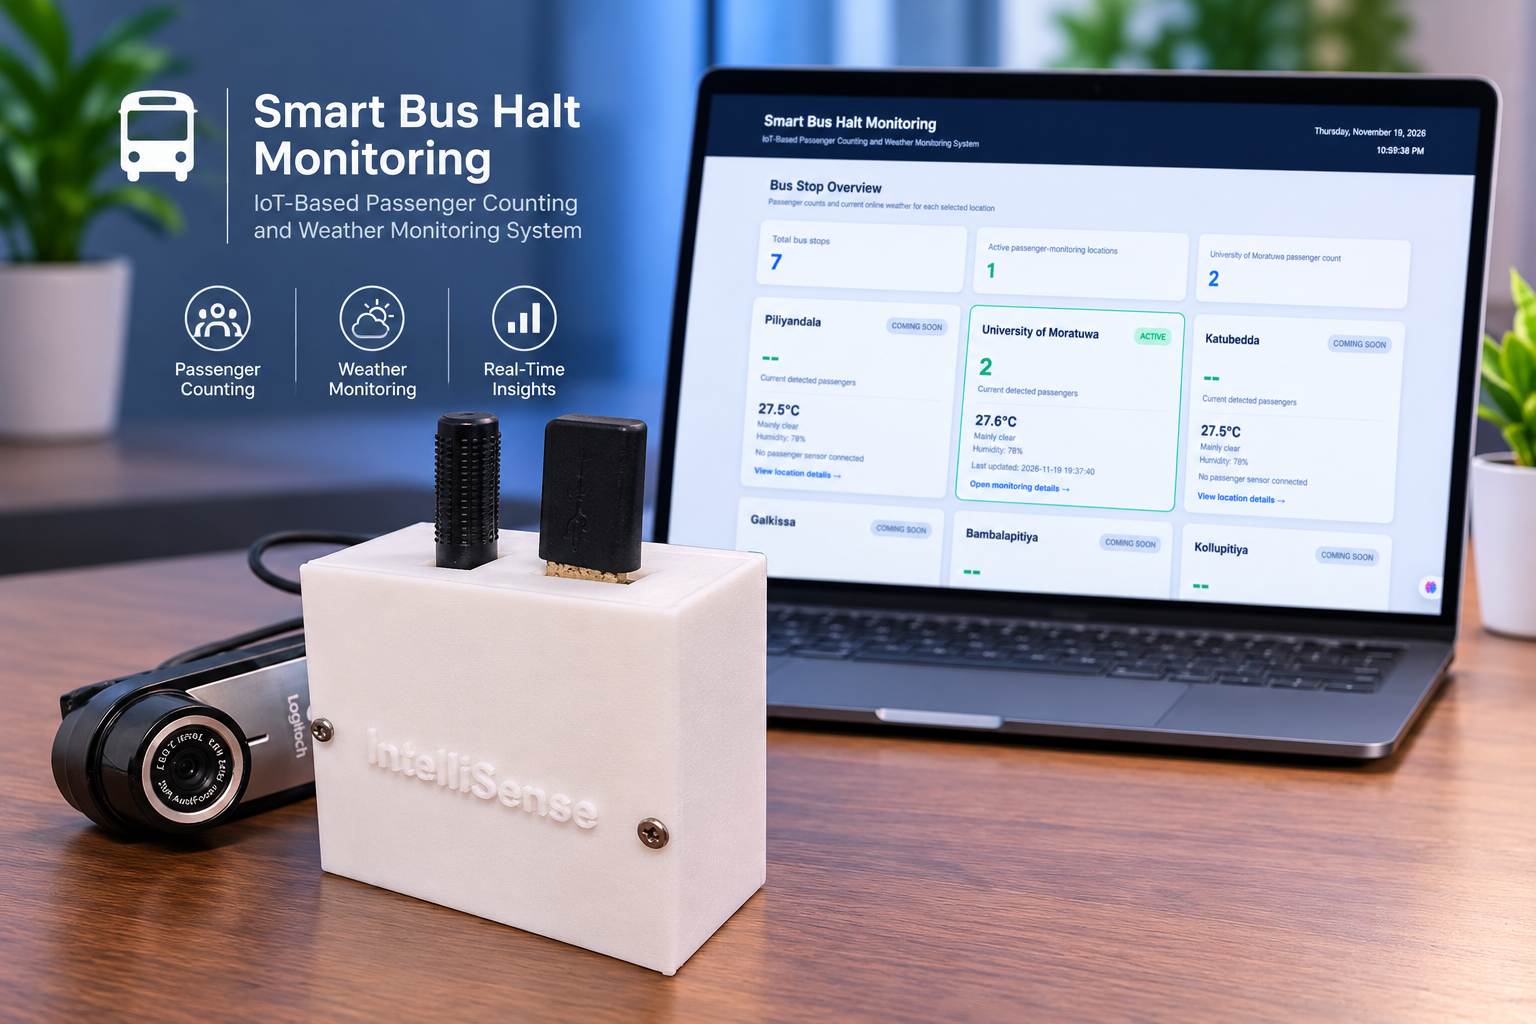 Smart Bus Halt
Monitoring
IoT-Based Passenger Counting
and Weather Monitoring System
Passenger
Counting
Weather
Monitoring
Real-Time
Insights
Smart Bus Halt Monitoring
IoT-Based Passenger Counting and Weather Monitoring System
Thursday, November 19, 2026
10:59:38 PM
Bus Stop Overview
Passenger counts and current online weather for each selected location
Total bus stops
7
Active passenger-monitoring locations
1
University of Moratuwa passenger count
2
Piliyandala
COMING SOON
--
Current detected passengers
27.5°C
Mainly clear
Humidity: 78%
No passenger sensor connected
View location details →
University of Moratuwa
ACTIVE
2
Current detected passengers
27.6°C
Mainly clear
Humidity: 78%
Last updated: 2026-11-19 19:37:40
Open monitoring details →
Katubedda
COMING SOON
--
Current detected passengers
27.5°C
Mainly clear
Humidity: 78%
No passenger sensor connected
View location details →
Galkissa
COMING SOON
Bambalapitiya
COMING SOON
--
Kollupitiya
COMING SOON
--
Logitech
IntelliSense